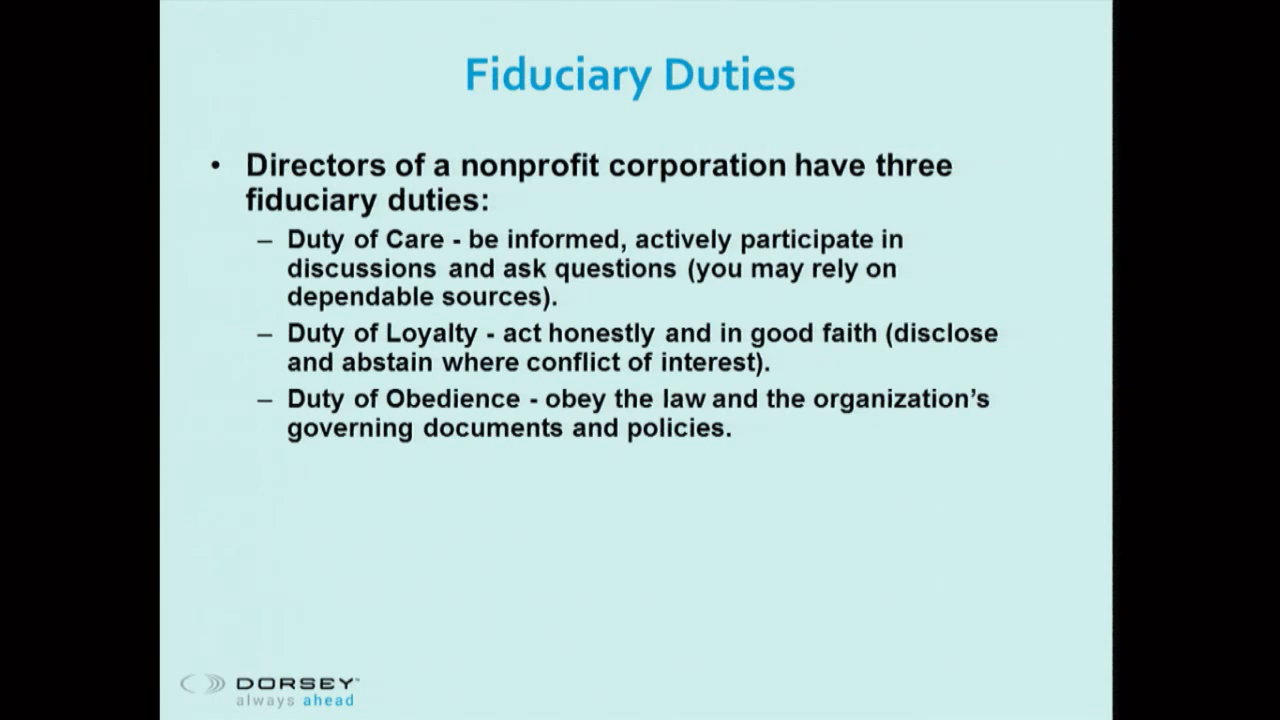 Fiduciary Duties
• Directors of a nonprofit corporation have three
fiduciary duties:
– Duty of Care - be informed, actively participate in
discussions and ask questions (you may rely on
dependable sources).
– Duty of Loyalty - act honestly and in good faith (disclose
and abstain where conflict of interest).
– Duty of Obedience - obey the law and the organization’s
governing documents and policies.
DORSEY™
always ahead